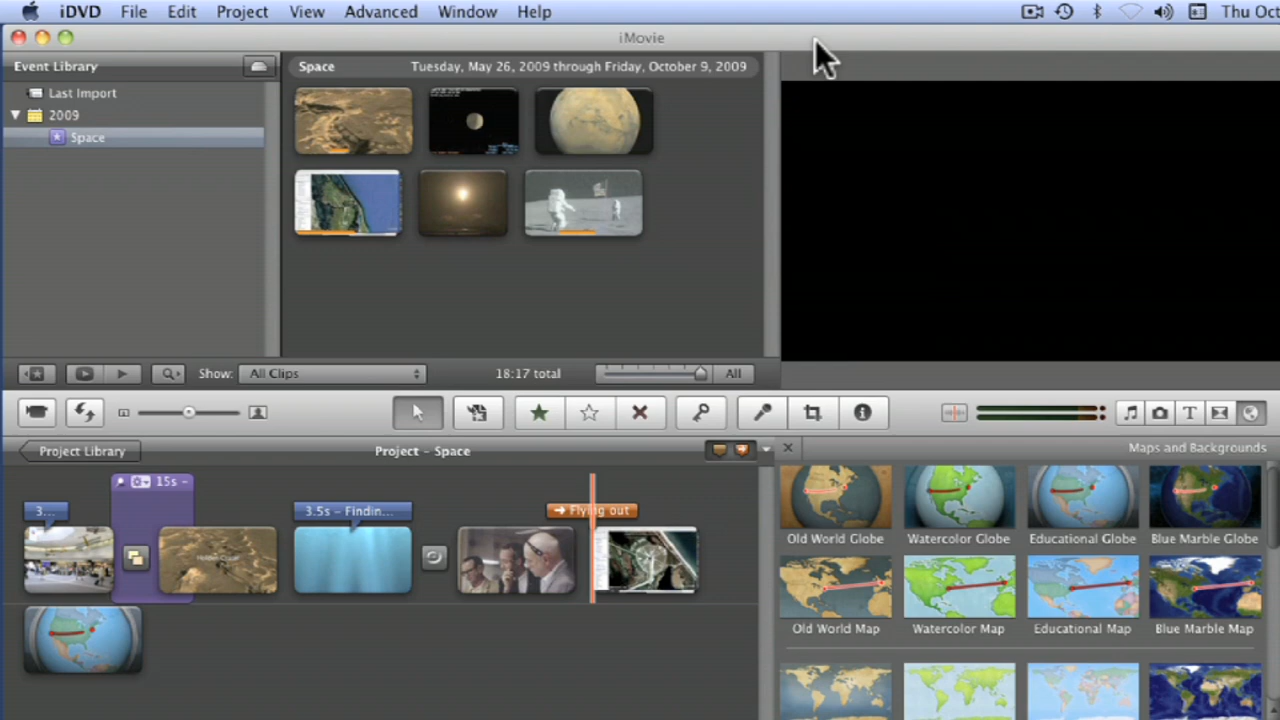 iDVD File Edit Project View Advanced Window Help Thu Oct
iMovie
Event Library
Last Import
2009
Space
Space Tuesday, May 26, 2009 through Friday, October 9, 2009
Show: All Clips 18:17 total All
Project Library
Project - Space
Maps and Backgrounds
3...
15s -
3.5s - Findin...
Flying out
Old World Globe Watercolor Globe Educational Globe Blue Marble Globe
Old World Map Watercolor Map Educational Map Blue Marble Map